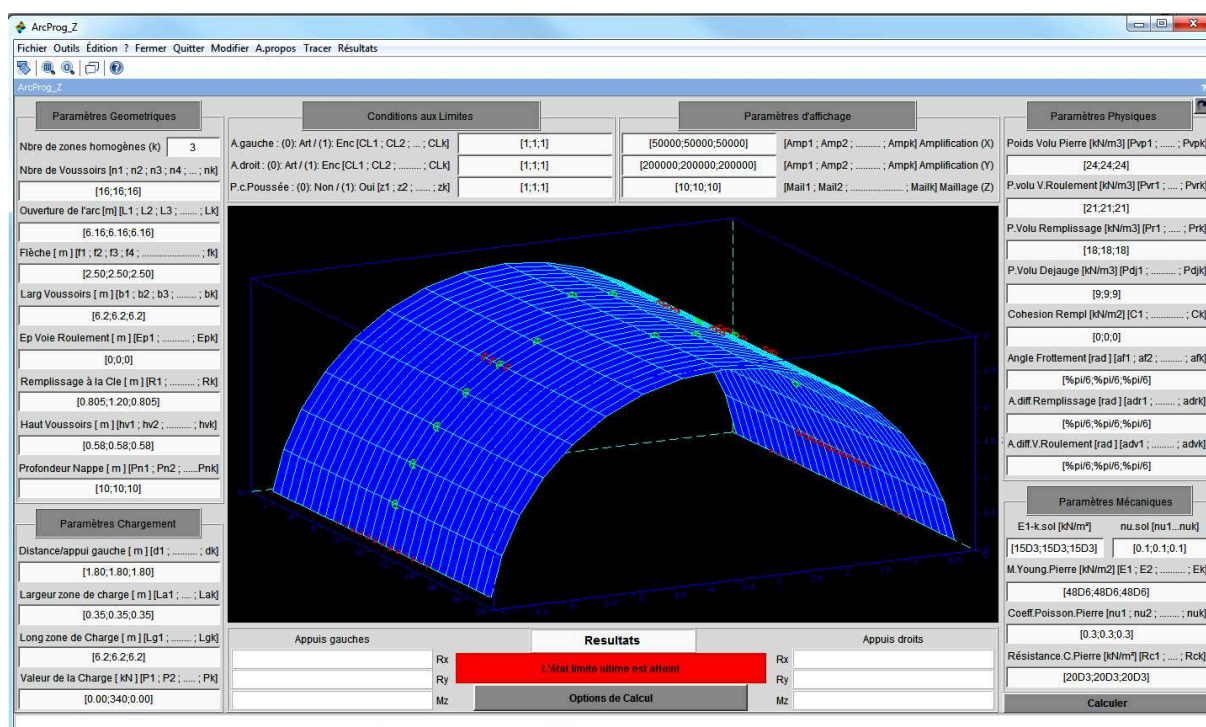 ArcProg_Z
Fichier Outils Édition ? Fermer Quitter Modifier A.propos Tracer Résultats
ArcProg_Z
Paramètres Geometriques
Nbre de zones homogènes (k) 3
Nbre de Voussoirs [n1 ; n2 ; n3 ; n4 ; ... ; nk]
[16;16;16]
Ouverture de l'arc[m] [L1 ; L2 ; L3 ; ........ ; Lk]
[6.16;6.16;6.16]
Flèche [ m ] [f1 ; f2 ; f3 ; f4 ; ...................... ; fk]
[2.50;2.50;2.50]
Larg Voussoirs [ m ] [b1 ; b2 ; b3 ; ........ ; bk]
[6.2;6.2;6.2]
Ep Voie Roulement [ m ] [Ep1 ; .......... ; Epk]
[0;0;0]
Remplissage à la Cle [ m ] [R1 ; .......... ; Rk]
[0.805;1.20;0.805]
Haut Voussoirs [ m ] [hv1 ; hv2 ; ......... ; hvk]
[0.58;0.58;0.58]
Profondeur Nappe [ m ] [Pn1 ; Pn2 ; ......Pnk]
[10;10;10]
Paramètres Chargement
Distance/appui gauche [ m ] [d1 ; .......... ; dk]
[1.80;1.80;1.80]
Largeur zone de charge [ m ] [La1 ; .... ; Lak]
[0.35;0.35;0.35]
Long zone de Charge [ m ] [Lg1 ; ........ ; Lgk]
[6.2;6.2;6.2]
Valeur de la Charge [ kN ] [P1 ; P2 ; ..... ; Pk]
[0.00;340;0.00]
Conditions aux Limites
A.gauche : (0): Art / (1): Enc [CL1 ; CL2 ; ... ; CLk] [1;1;1]
A.droit : (0): Art / (1): Enc [CL1 ; CL2 ; ....... ; CLk] [1;1;1]
P.c.Poussée : (0): Non / (1): Oui [z1 ; z2 ; ...... ; zk] [1;1;1]
Paramètres d'affichage
[50000;50000;50000] [Amp1 ; Amp2 ; ......... ; Ampk] Amplification (X)
[200000;200000;200000] [Amp1 ; Amp2 ; ......... ; Ampk] Amplification (Y)
[10;10;10] [Mail1 ; Mail2 ; ..................... ; Mailk] Maillage (Z)
Appuis gauches
Rx
Ry
Mz
Resultats
L'état limite ultime est atteint
Options de Calcul
Appuis droits
Rx
Ry
Mz
Paramètres Physiques
Poids Volu Pierre [kN/m3] [Pvp1 ; ...... ; Pvpk]
[24;24;24]
P.volu V.Roulement [kN/m3] [Pvr1 ; .... ; Pvrk]
[21;21;21]
P.Volu Remplissage [kN/m3] [Pr1 ; ..... ; Prk]
[18;18;18]
P.Volu Dejauge [kN/m3] [Pdj1 ; .......... ; Pdjk]
[9;9;9]
Cohesion Rempl [kN/m2] [C1 ; ............. ; Ck]
[0;0;0]
Angle Frottement [rad ] [af1 ; af2 ; ........ ; afk]
[%pi/6;%pi/6;%pi/6]
A.diff.Remplissage [rad ] [adr1 ; ........ ; adrk]
[%pi/6;%pi/6;%pi/6]
A.diff.V.Roulement [rad ] [adv1 ; ....... ; advk]
[%pi/6;%pi/6;%pi/6]
Paramètres Mécaniques
E1-k.sol [kN/m²] nu.sol [nu1...nuk]
[15D3;15D3;15D3] [0.1;0.1;0.1]
M.Young.Pierre [kN/m2] [E1 ; E2 ; ......... ; Ek]
[48D6;48D6;48D6]
Coeff.Poisson.Pierre [nu1 ; nu2 ; ........ ; nuk]
[0.3;0.3;0.3]
Résistance.C.Pierre [kN/m²] [Rc1 ; .... ; Rck]
[20D3;20D3;20D3]
Calculer